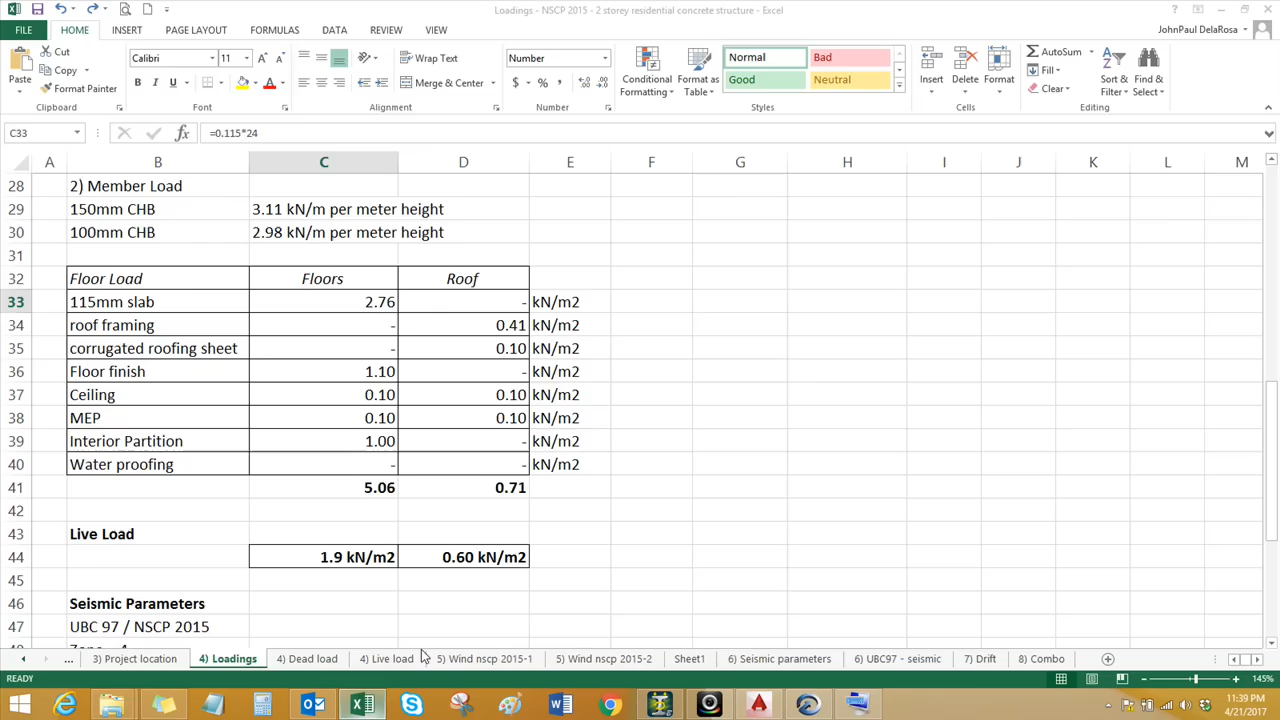 Loadings - NSCP 2015 - 2 storey residential concrete structure - Excel
FILE HOME INSERT PAGE LAYOUT FORMULAS DATA REVIEW VIEW JohnPaul DelaRosa
Paste
Cut
Copy
Format Painter
Clipboard
Calibri 11
B I U
Font
Wrap Text
Merge & Center
Alignment
Number
$ % ,
Number
Conditional Formatting
Format as Table
Normal Bad
Good Neutral
Styles
Insert Delete Format
Cells
AutoSum
Fill
Clear
Sort & Filter
Find & Select
Editing
C33 fx =0.115*24
A B C D E F G H I J K L M
28 2) Member Load
29 150mm CHB 3.11 kN/m per meter height
30 100mm CHB 2.98 kN/m per meter height
31
32 Floor Load Floors Roof
33 115mm slab 2.76 - kN/m2
34 roof framing - 0.41 kN/m2
35 corrugated roofing sheet - 0.10 kN/m2
36 Floor finish 1.10 - kN/m2
37 Ceiling 0.10 0.10 kN/m2
38 MEP 0.10 0.10 kN/m2
39 Interior Partition 1.00 - kN/m2
40 Water proofing - - kN/m2
41 5.06 0.71
42
43 Live Load
44 1.9 kN/m2 0.60 kN/m2
45
46 Seismic Parameters
47 UBC 97 / NSCP 2015
... 3) Project location 4) Loadings 4) Dead load 4) Live load 5) Wind nscp 2015-1 5) Wind nscp 2015-2 Sheet1 6) Seismic parameters 6) UBC97 - seismic 7) Drift 8) Combo
READY 145%
11:39 PM
4/21/2017